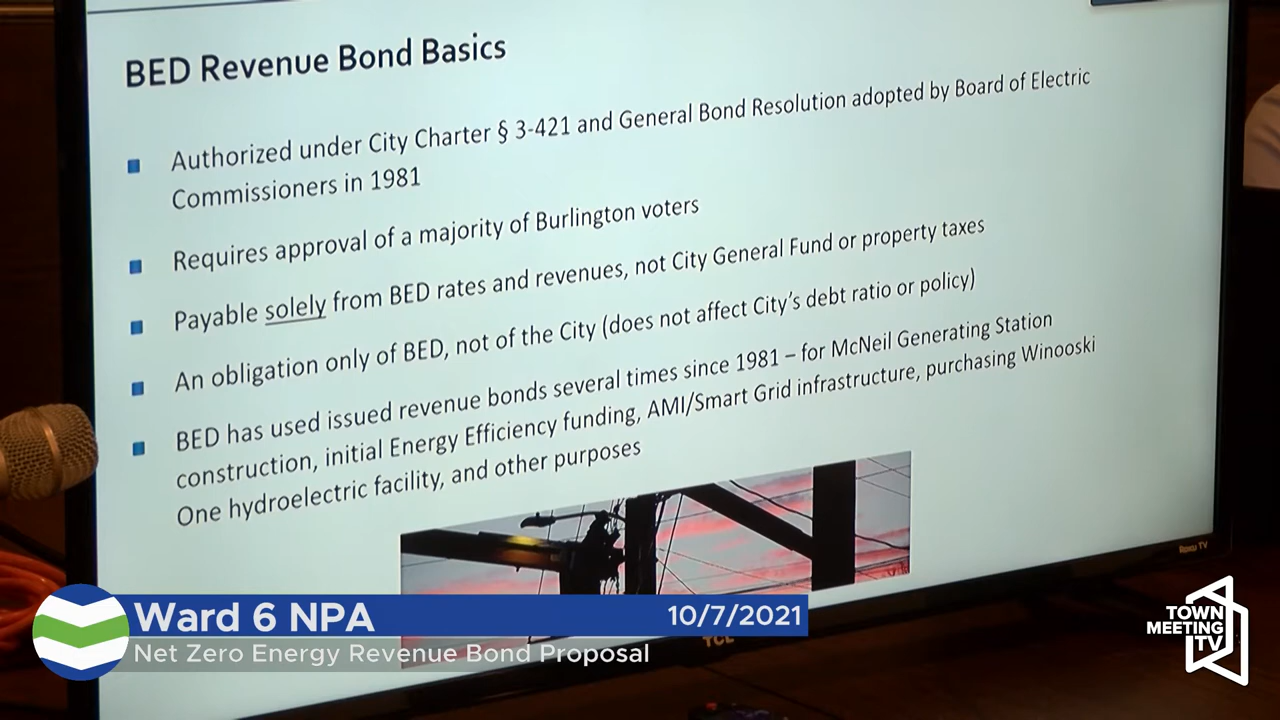 BED Revenue Bond Basics
Authorized under City Charter § 3-421 and General Bond Resolution adopted by Board of Electric
Commissioners in 1981
Requires approval of a majority of Burlington voters
Payable solely from BED rates and revenues, not City General Fund or property taxes
An obligation only of BED, not of the City (does not affect City's debt ratio or policy)
BED has used issued revenue bonds several times since 1981 – for McNeil Generating Station
construction, initial Energy Efficiency funding, AMI/Smart Grid infrastructure, purchasing Winooski
One hydroelectric facility, and other purposes
Roku TV
TCL
Ward 6 NPA 10/7/2021
Net Zero Energy Revenue Bond Proposal
TOWN
MEETING
TV